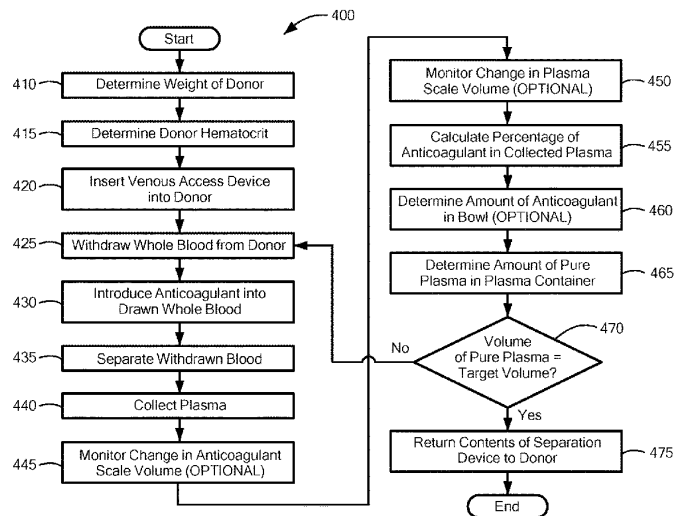 400
Start
410
Determine Weight of Donor
415
Determine Donor Hematocrit
420
Insert Venous Access Device
into Donor
425
Withdraw Whole Blood from Donor
430
Introduce Anticoagulant into
Drawn Whole Blood
435
Separate Withdrawn Blood
440
Collect Plasma
445
Monitor Change in Anticoagulant
Scale Volume (OPTIONAL)
Monitor Change in Plasma
Scale Volume (OPTIONAL)
450
Calculate Percentage of
Anticoagulant in Collected Plasma
455
Determine Amount of Anticoagulant
in Bowl (OPTIONAL)
460
Determine Amount of Pure
Plasma in Plasma Container
465
470
Volume
of Pure Plasma =
Target Volume?
No
Yes
Return Contents of Separation
Device to Donor
475
End